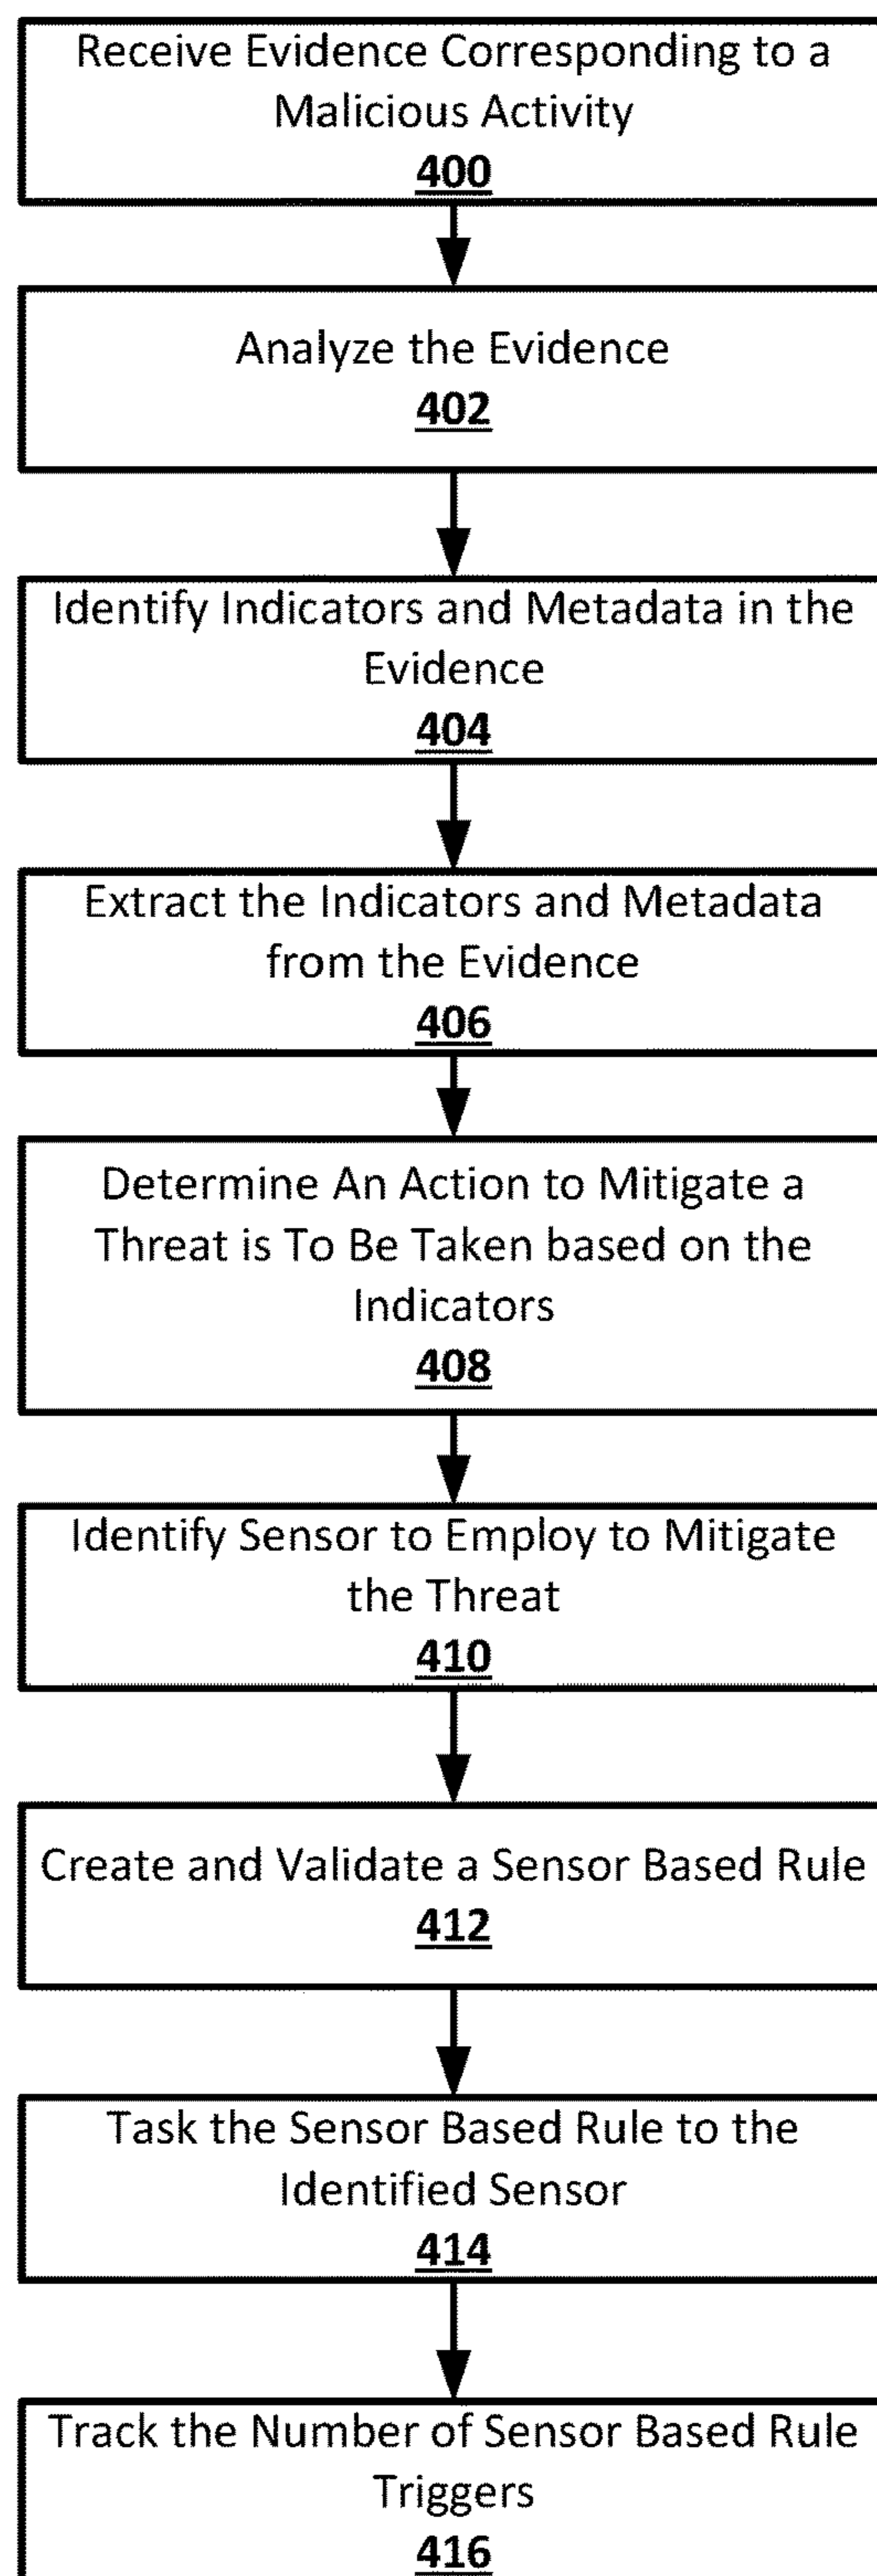 Receive Evidence Corresponding to a
Malicious Activity
400
Analyze the Evidence
402
Identify Indicators and Metadata in the
Evidence
404
Extract the Indicators and Metadata
from the Evidence
406
Determine An Action to Mitigate a
Threat is To Be Taken based on the
Indicators
408
Identify Sensor to Employ to Mitigate
the Threat
410
Create and Validate a Sensor Based Rule
412
Task the Sensor Based Rule to the
Identified Sensor
414
Track the Number of Sensor Based Rule
Triggers
416